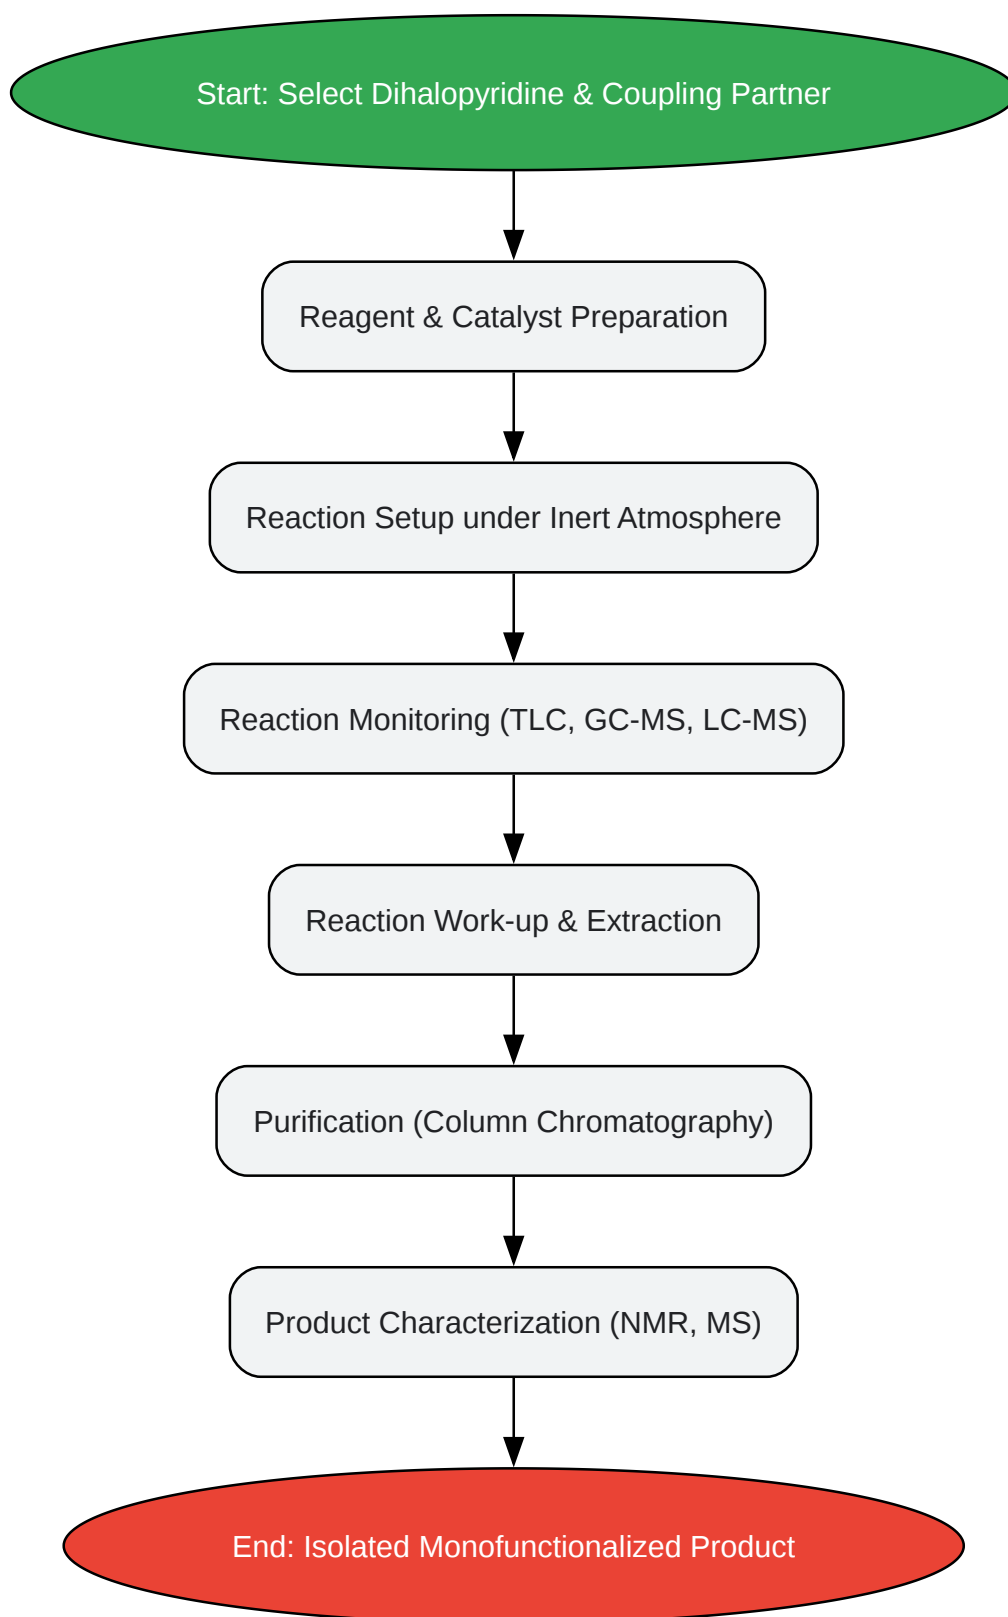 Start: Select Dihalopyridine & Coupling Partner
Reagent & Catalyst Preparation
Reaction Setup under Inert Atmosphere
Reaction Monitoring (TLC, GC-MS, LC-MS)
Reaction Work-up & Extraction
Purification (Column Chromatography)
Product Characterization (NMR, MS)
End: Isolated Monofunctionalized Product